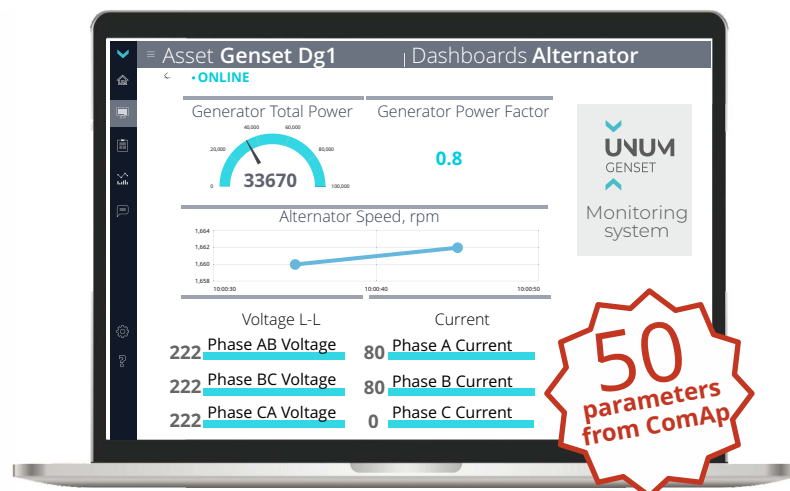 Asset Genset Dg1 | Dashboards Alternator
• ONLINE
Generator Total Power
Generator Power Factor
40,000
60,000
20,000
80,000
0
100,000
33670
0.8
UNUM
GENSET
Monitoring
system
Alternator Speed, rpm
1,664
1,662
1,660
1,658
10:00:30
10:00:40
10:00:50
Voltage L-L
Current
222 Phase AB Voltage
80 Phase A Current
222 Phase BC Voltage
80 Phase B Current
222 Phase CA Voltage
0 Phase C Current
50
parameters
from ComAp